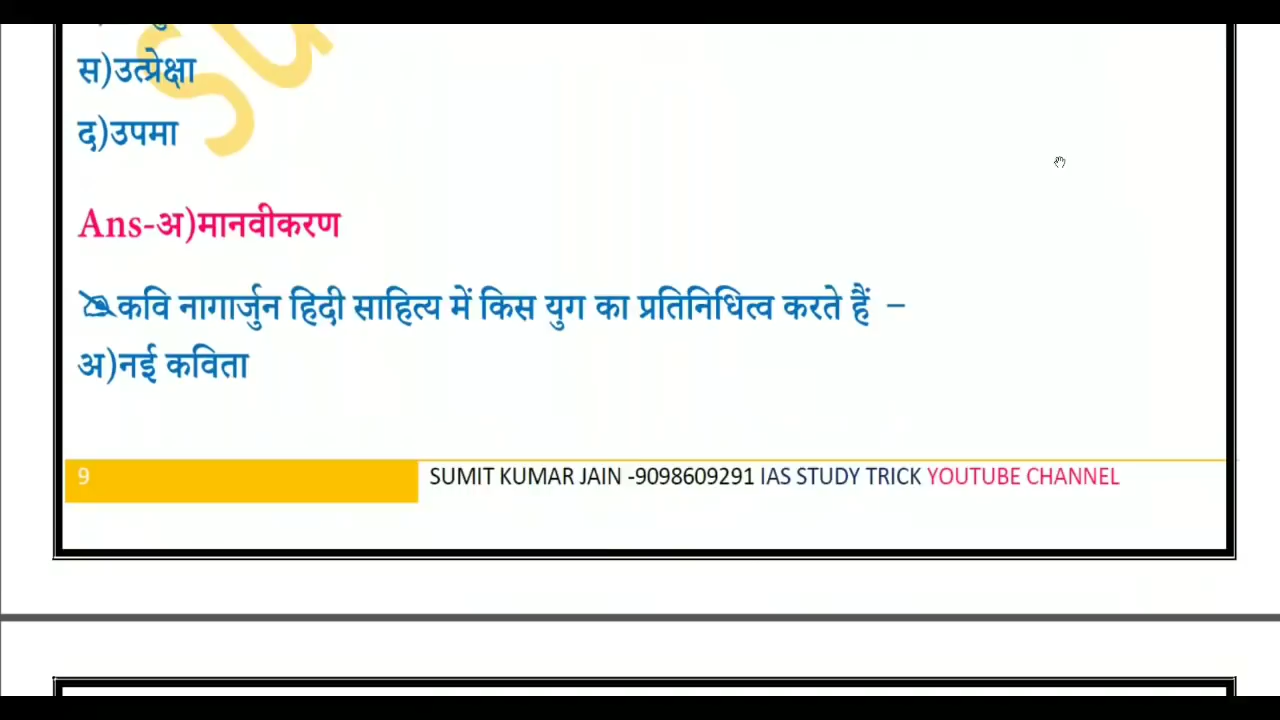 स)उत्प्रेक्षा
द)उपमा
Ans-अ)मानवीकरण
कवि नागार्जुन हिदी साहित्य में किस युग का प्रतिनिधित्व करते हैं –
अ)नई कविता
9 SUMIT KUMAR JAIN -9098609291 IAS STUDY TRICK YOUTUBE CHANNEL